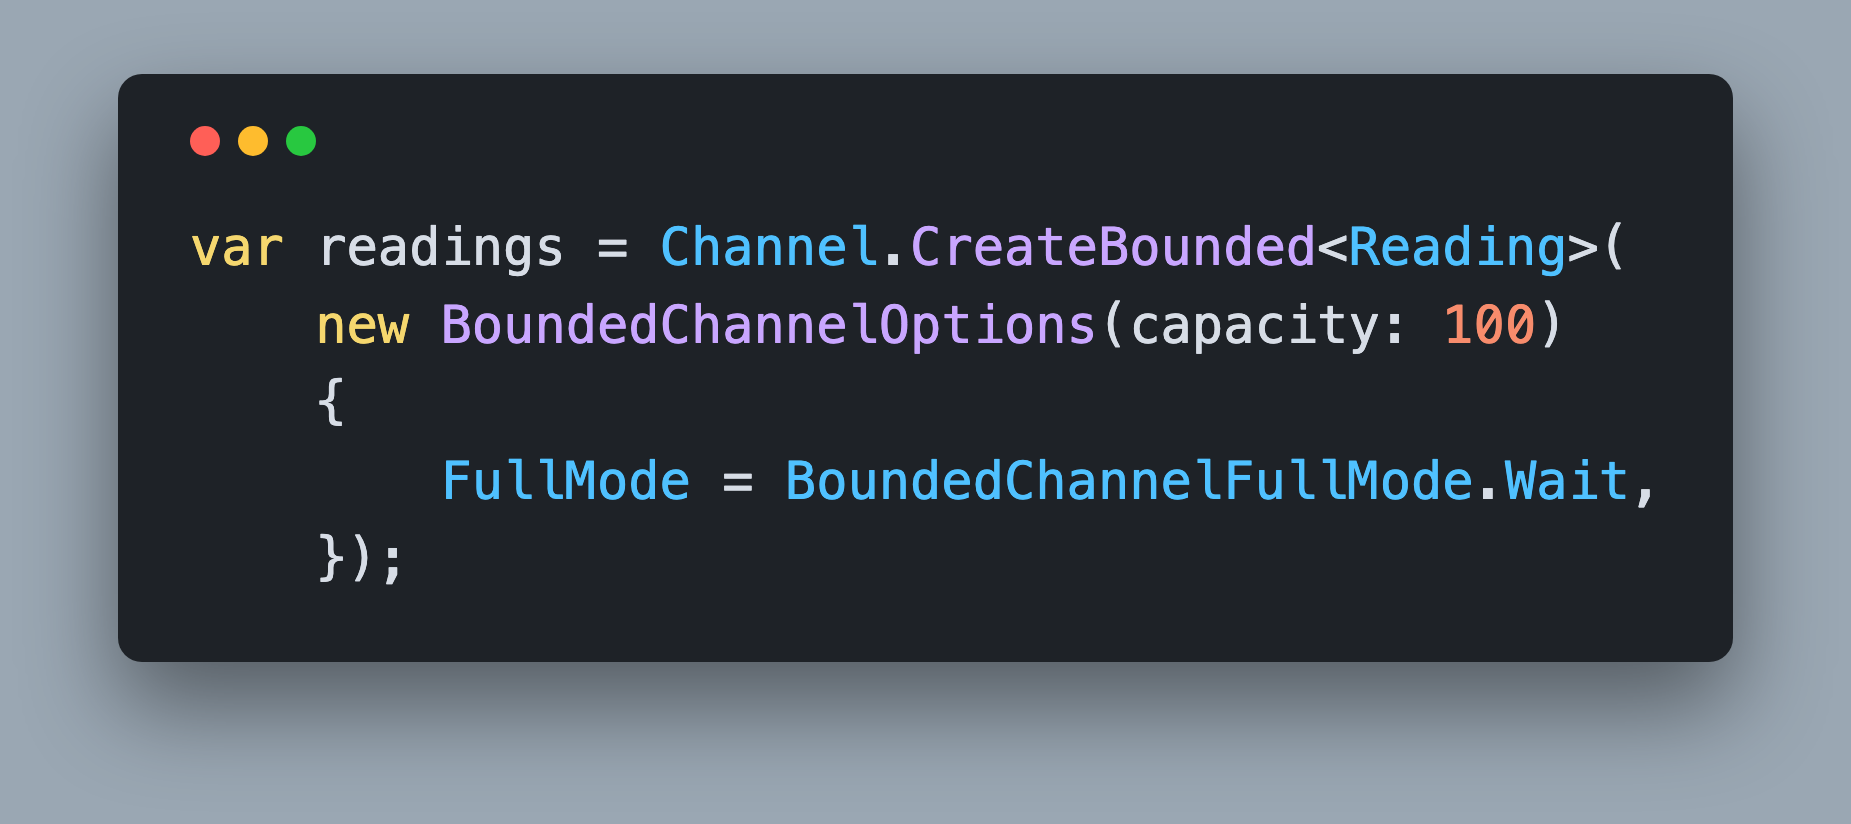 var readings = Channel.CreateBounded<Reading>(
    new BoundedChannelOptions(capacity: 100)
    {
        FullMode = BoundedChannelFullMode.Wait,
    });